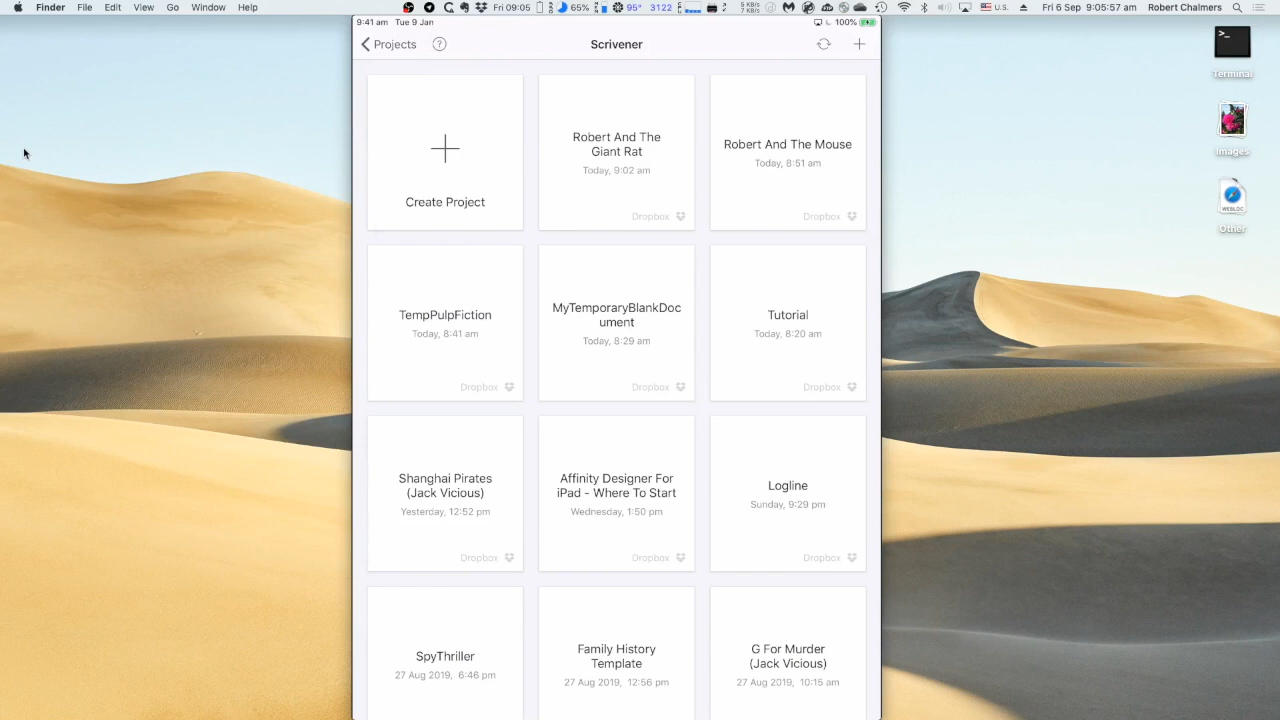 Finder File Edit View Go Window Help Fri 09:05 65% 95° 3122 5 KB/s 7 KB/s U.S. Fri 6 Sep 9:05:57 am Robert Chalmers
9:41 am Tue 9 Jan 100%
Projects ? Scrivener
Create Project
Robert And The
Giant Rat
Today, 9:02 am
Dropbox
Robert And The Mouse
Today, 8:51 am
Dropbox
TempPulpFiction
Today, 8:41 am
Dropbox
MyTemporaryBlankDoc
ument
Today, 8:29 am
Dropbox
Tutorial
Today, 8:20 am
Dropbox
Shanghai Pirates
(Jack Vicious)
Yesterday, 12:52 pm
Dropbox
Affinity Designer For
iPad - Where To Start
Wednesday, 1:50 pm
Dropbox
Logline
Sunday, 9:29 pm
Dropbox
SpyThriller
27 Aug 2019, 6:46 pm
Family History
Template
27 Aug 2019, 12:56 pm
G For Murder
(Jack Vicious)
27 Aug 2019, 10:15 am
>_
Terminal
Images
WEBLOC
Other